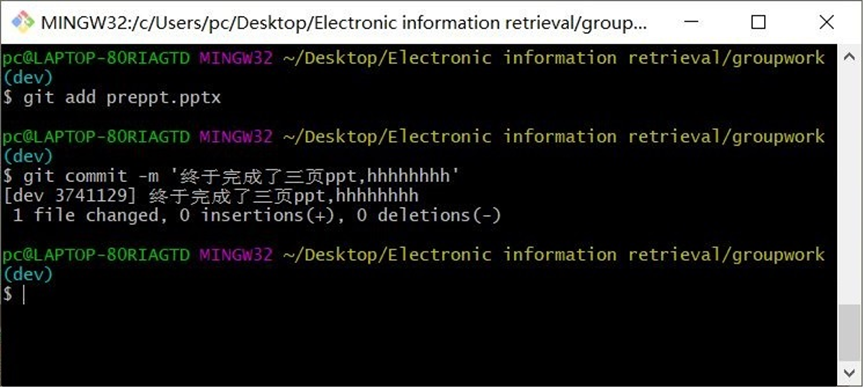 MINGW32:/c/Users/pc/Desktop/Electronic information retrieval/group...
pc@LAPTOP-8ORIAGTD MINGW32 ~/Desktop/Electronic information retrieval/groupwork
(dev)
$ git add preppt.pptx
pc@LAPTOP-8ORIAGTD MINGW32 ~/Desktop/Electronic information retrieval/groupwork
(dev)
$ git commit -m '终于完成了三页ppt,hhhhhhhh'
[dev 3741129] 终于完成了三页ppt,hhhhhhhh
1 file changed, 0 insertions(+), 0 deletions(-)
pc@LAPTOP-8ORIAGTD MINGW32 ~/Desktop/Electronic information retrieval/groupwork
(dev)
$